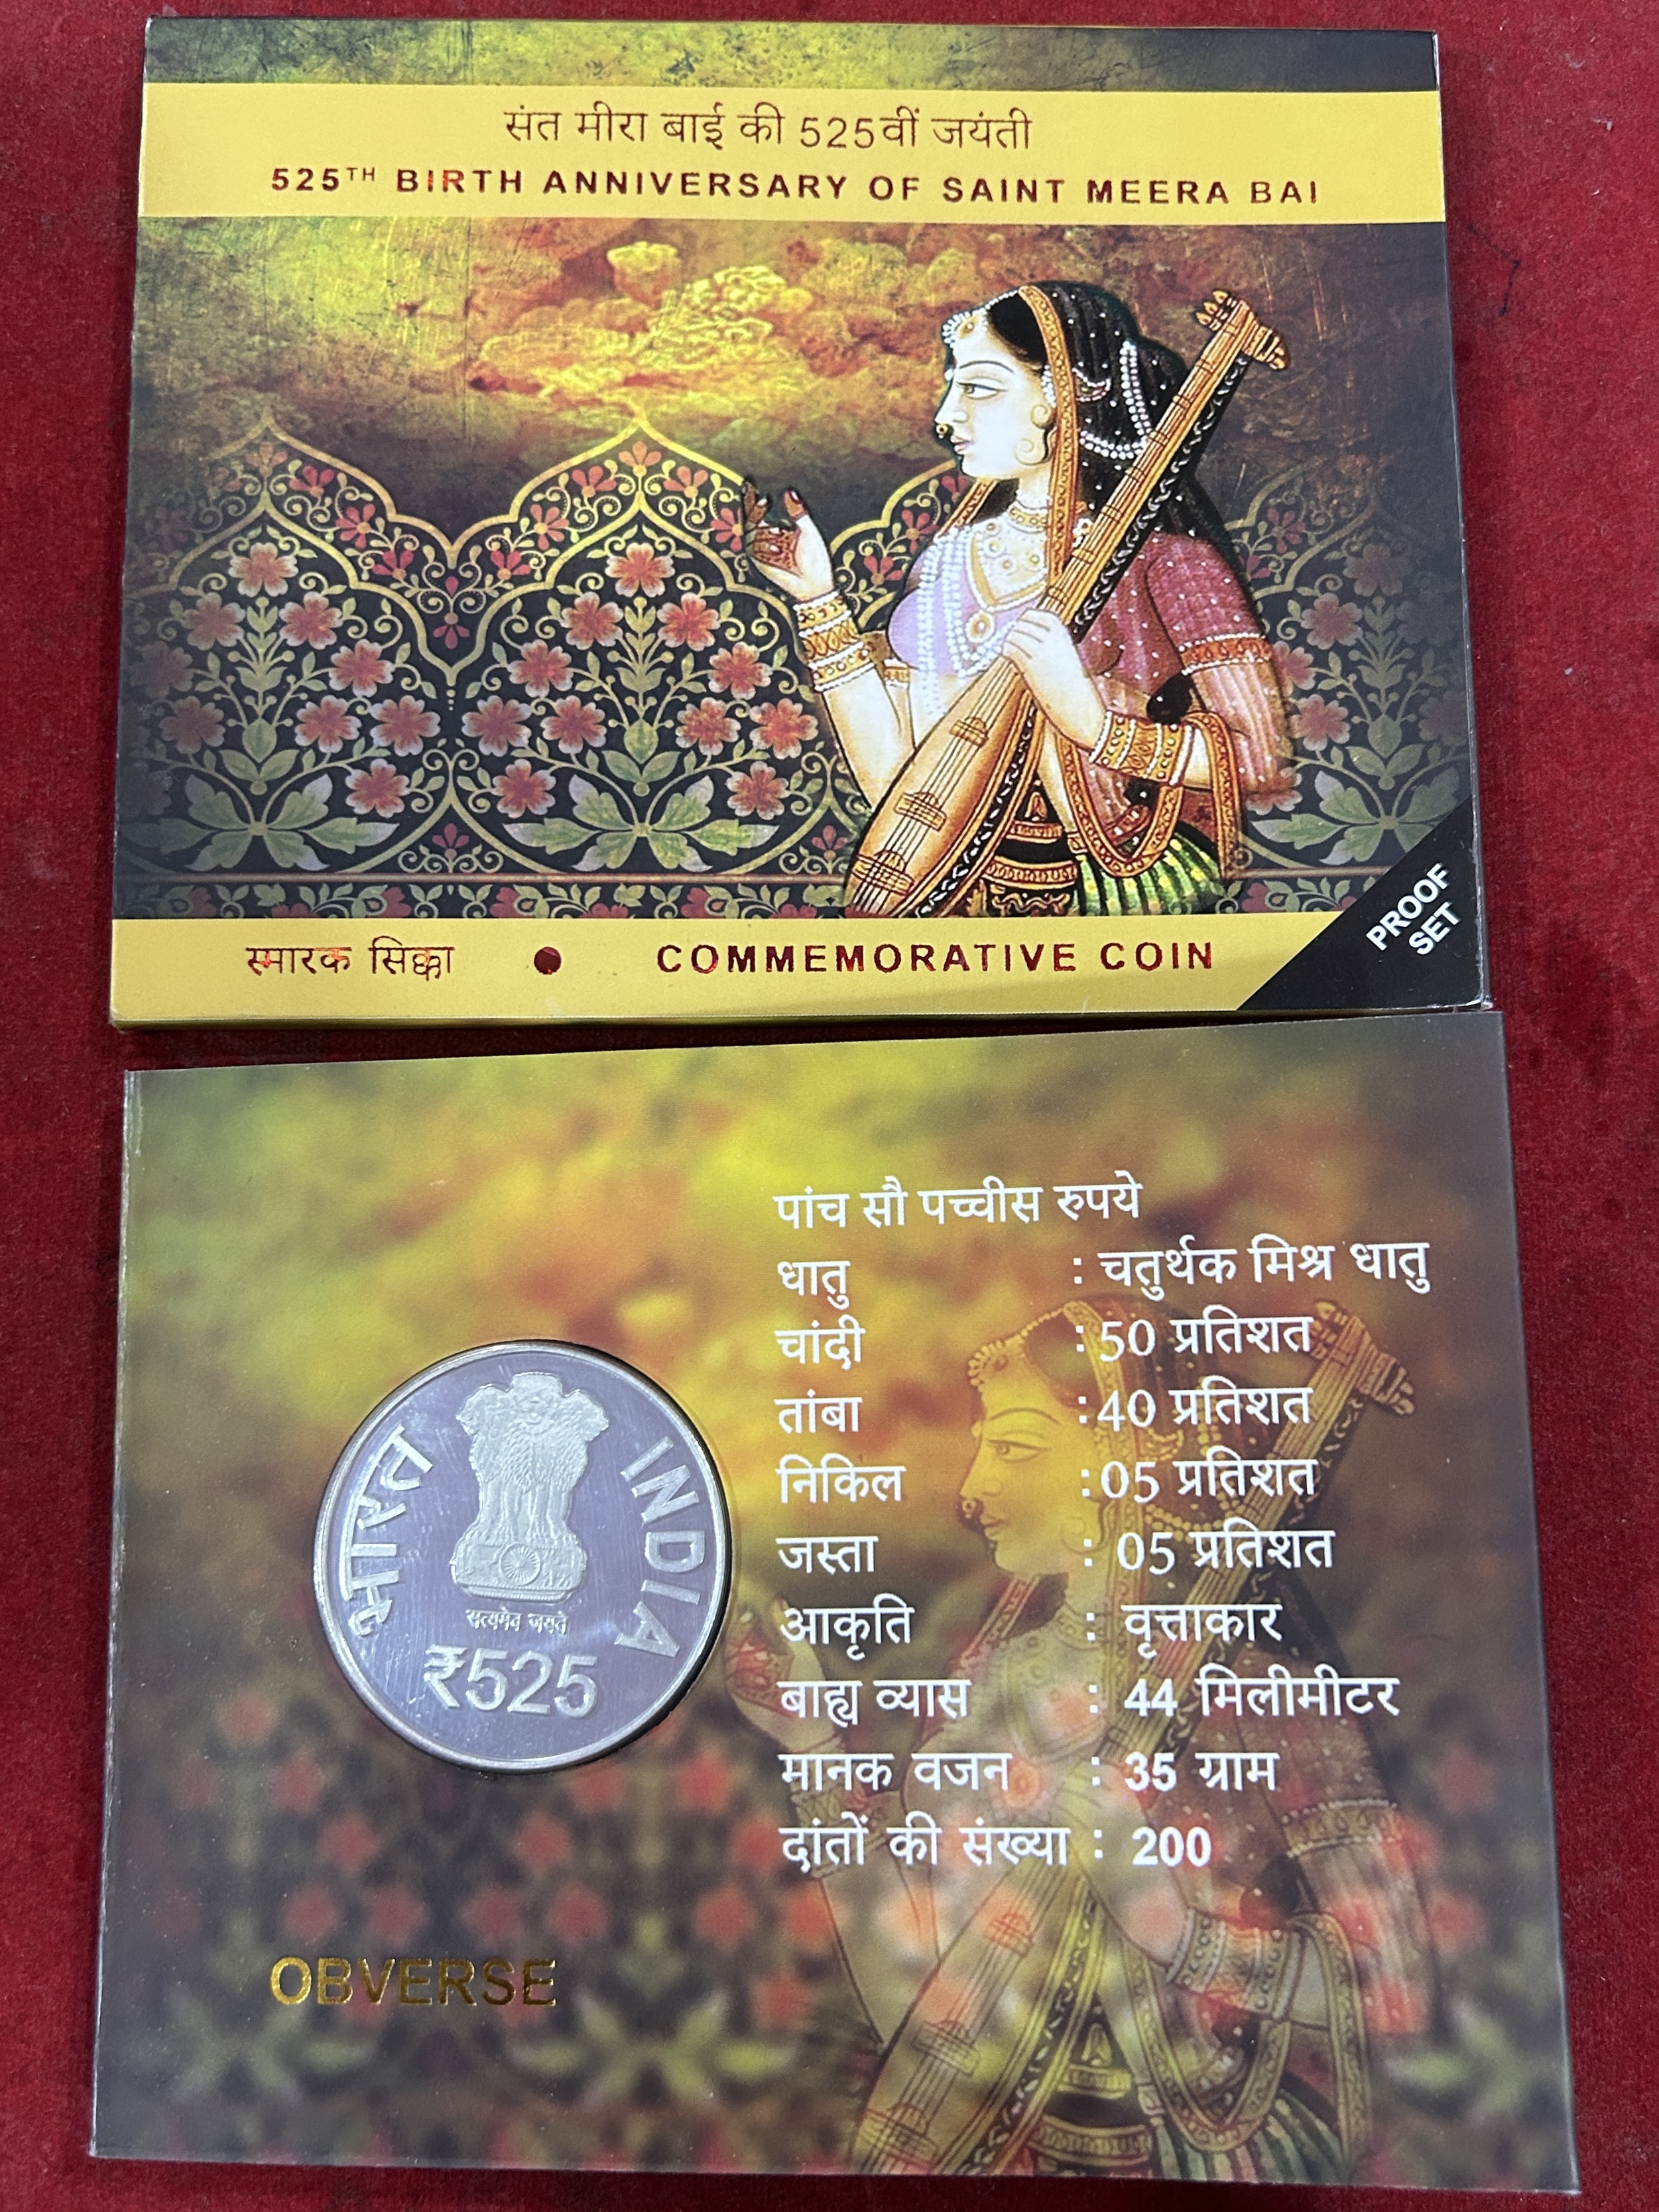 संत मीरा बाई की 525वीं जयंती
525TH BIRTH ANNIVERSARY OF SAINT MEERA BAI
स्मारक सिक्का ● COMMEMORATIVE COIN
PROOF
SET
पांच सौ पच्चीस रुपये
धातु : चतुर्थक मिश्र धातु
चांदी : 50 प्रतिशत
तांबा : 40 प्रतिशत
निकिल : 05 प्रतिशत
जस्ता : 05 प्रतिशत
आकृति : वृत्ताकार
बाह्य व्यास : 44 मिलीमीटर
मानक वजन : 35 ग्राम
दांतों की संख्या : 200
भारत
INDIA
सत्यमेव जयते
₹525
OBVERSE